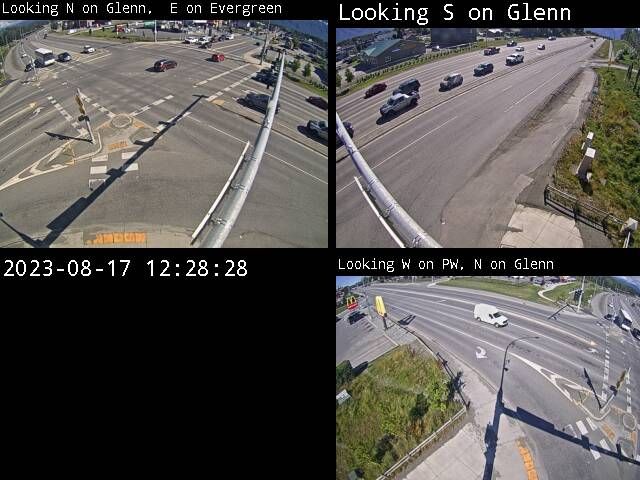 Looking N on Glenn,  E on Evergreen
Looking S on Glenn
2023-08-17 12:28:28
Looking W on PW, N on Glenn